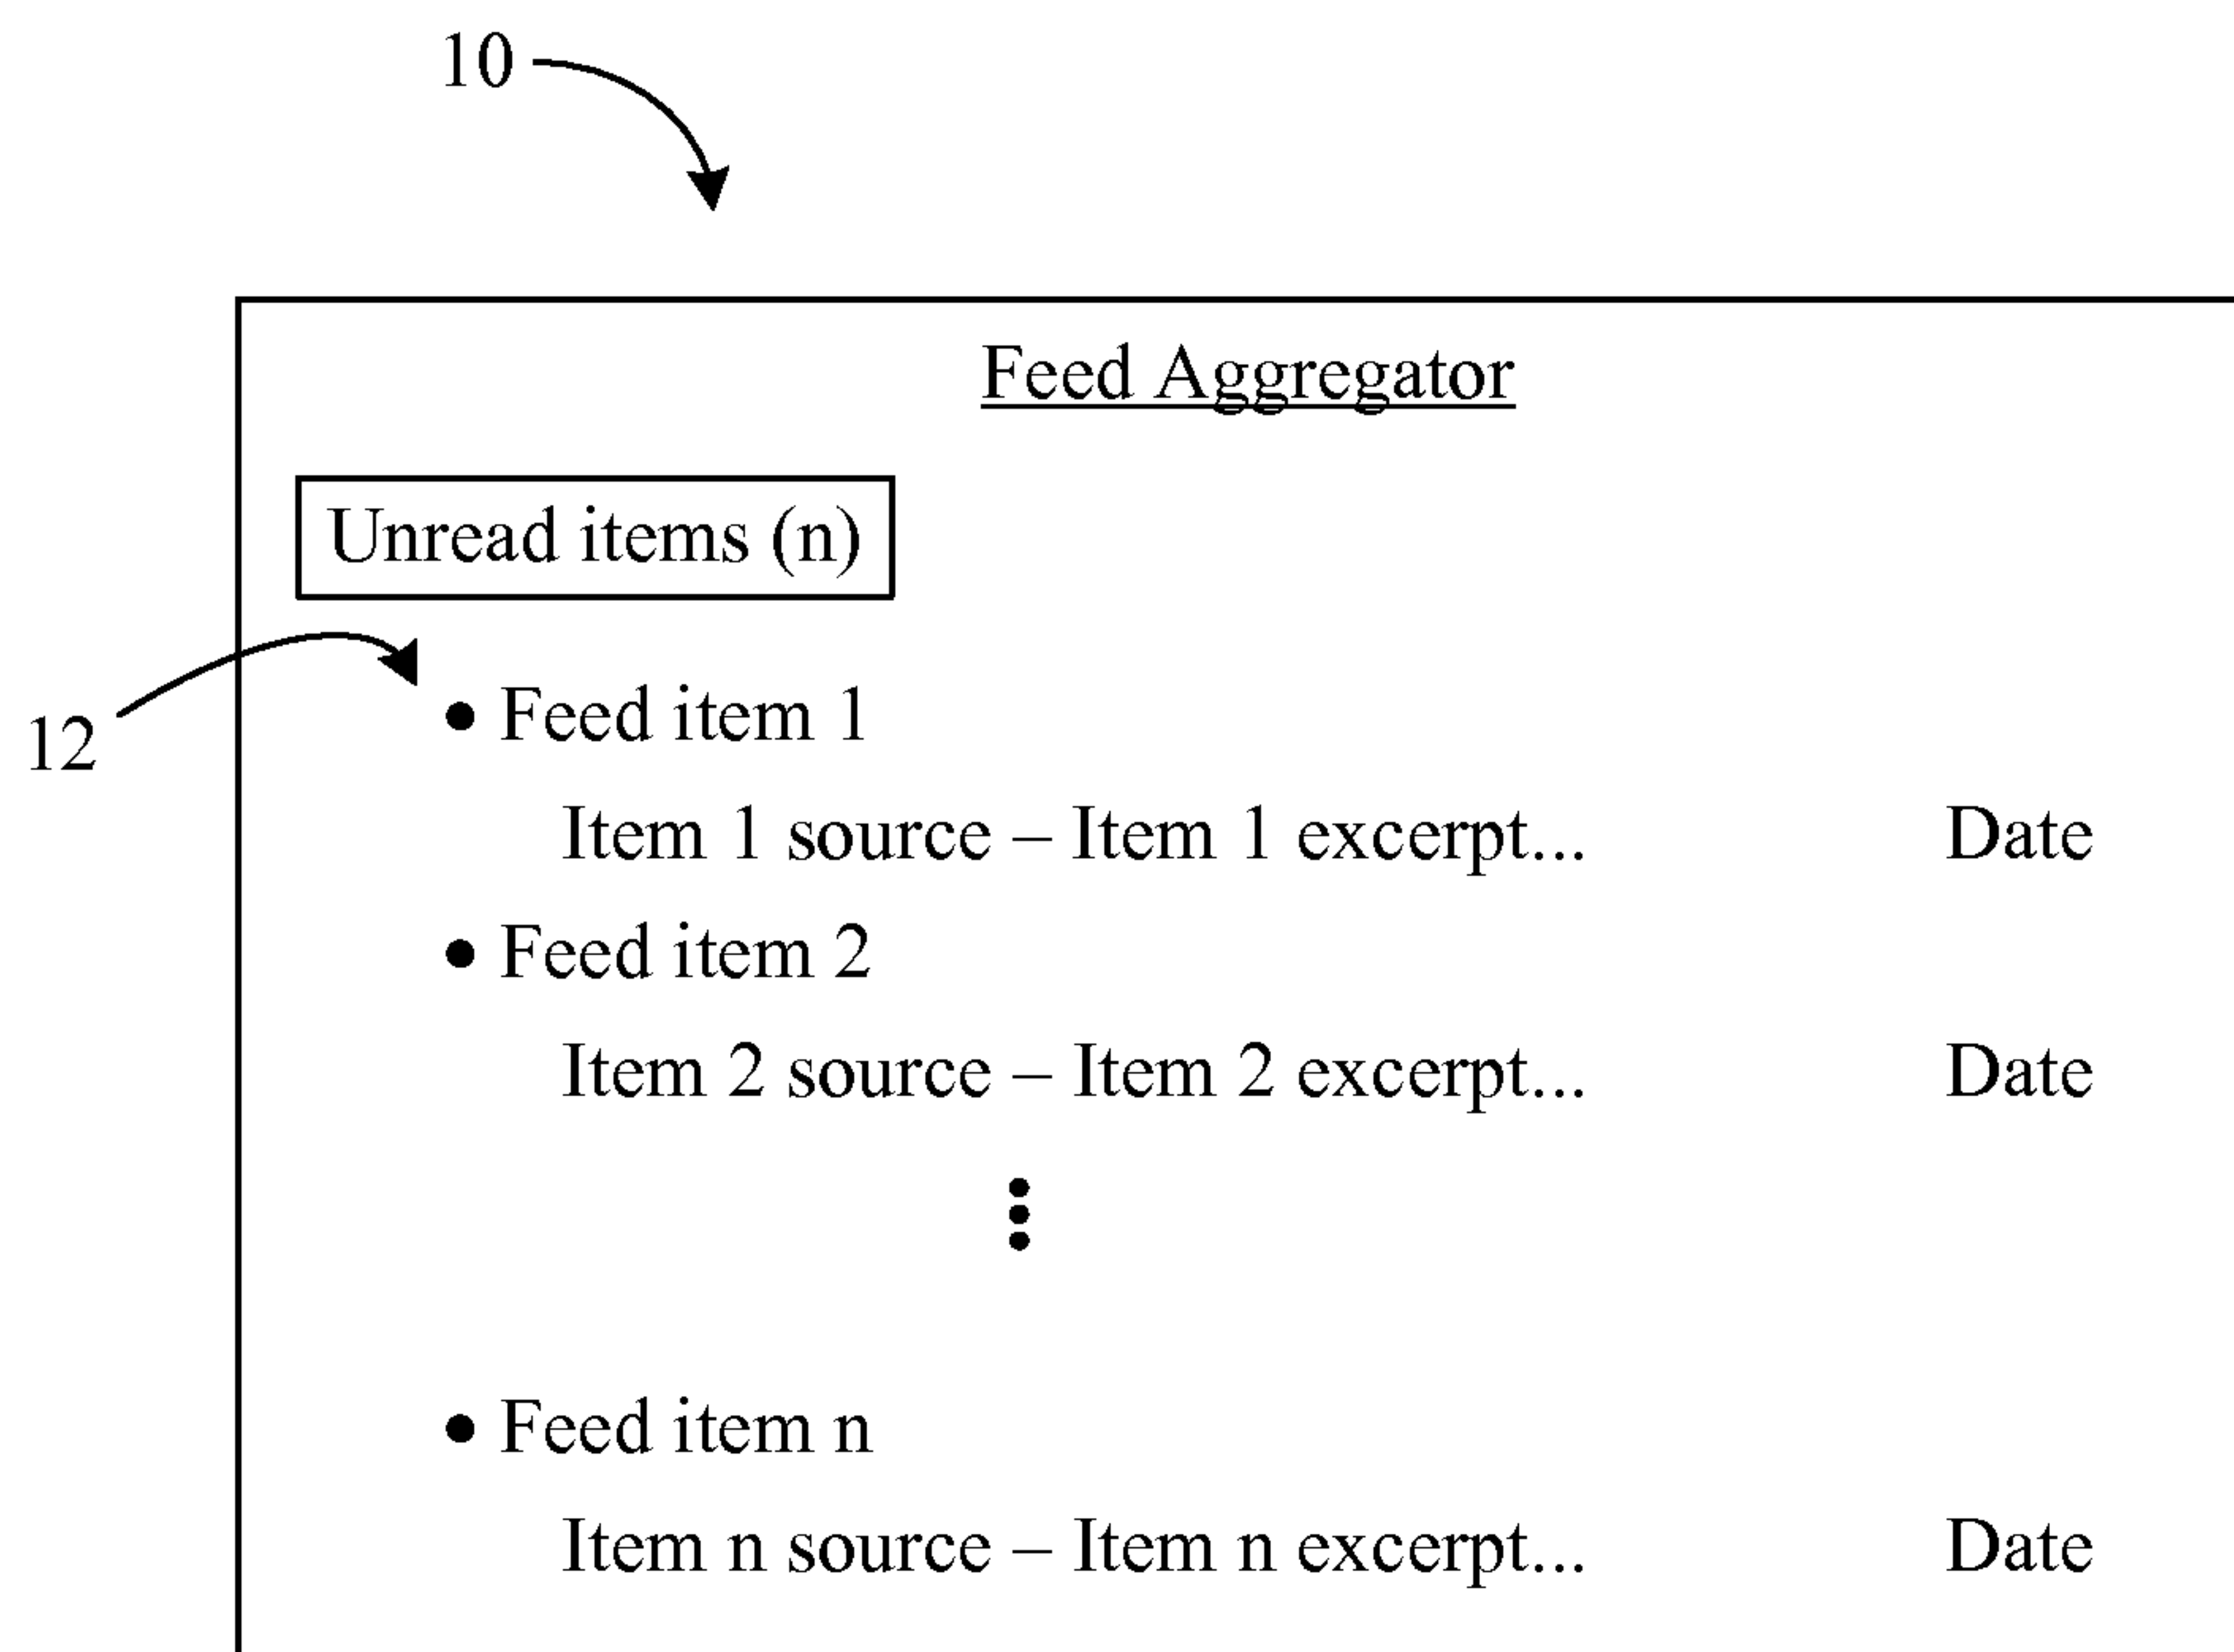 10
Feed Aggregator
Unread items (n)
12
● Feed item 1
Item 1 source – Item 1 excerpt... Date
● Feed item 2
Item 2 source – Item 2 excerpt... Date
● Feed item n
Item n source – Item n excerpt... Date